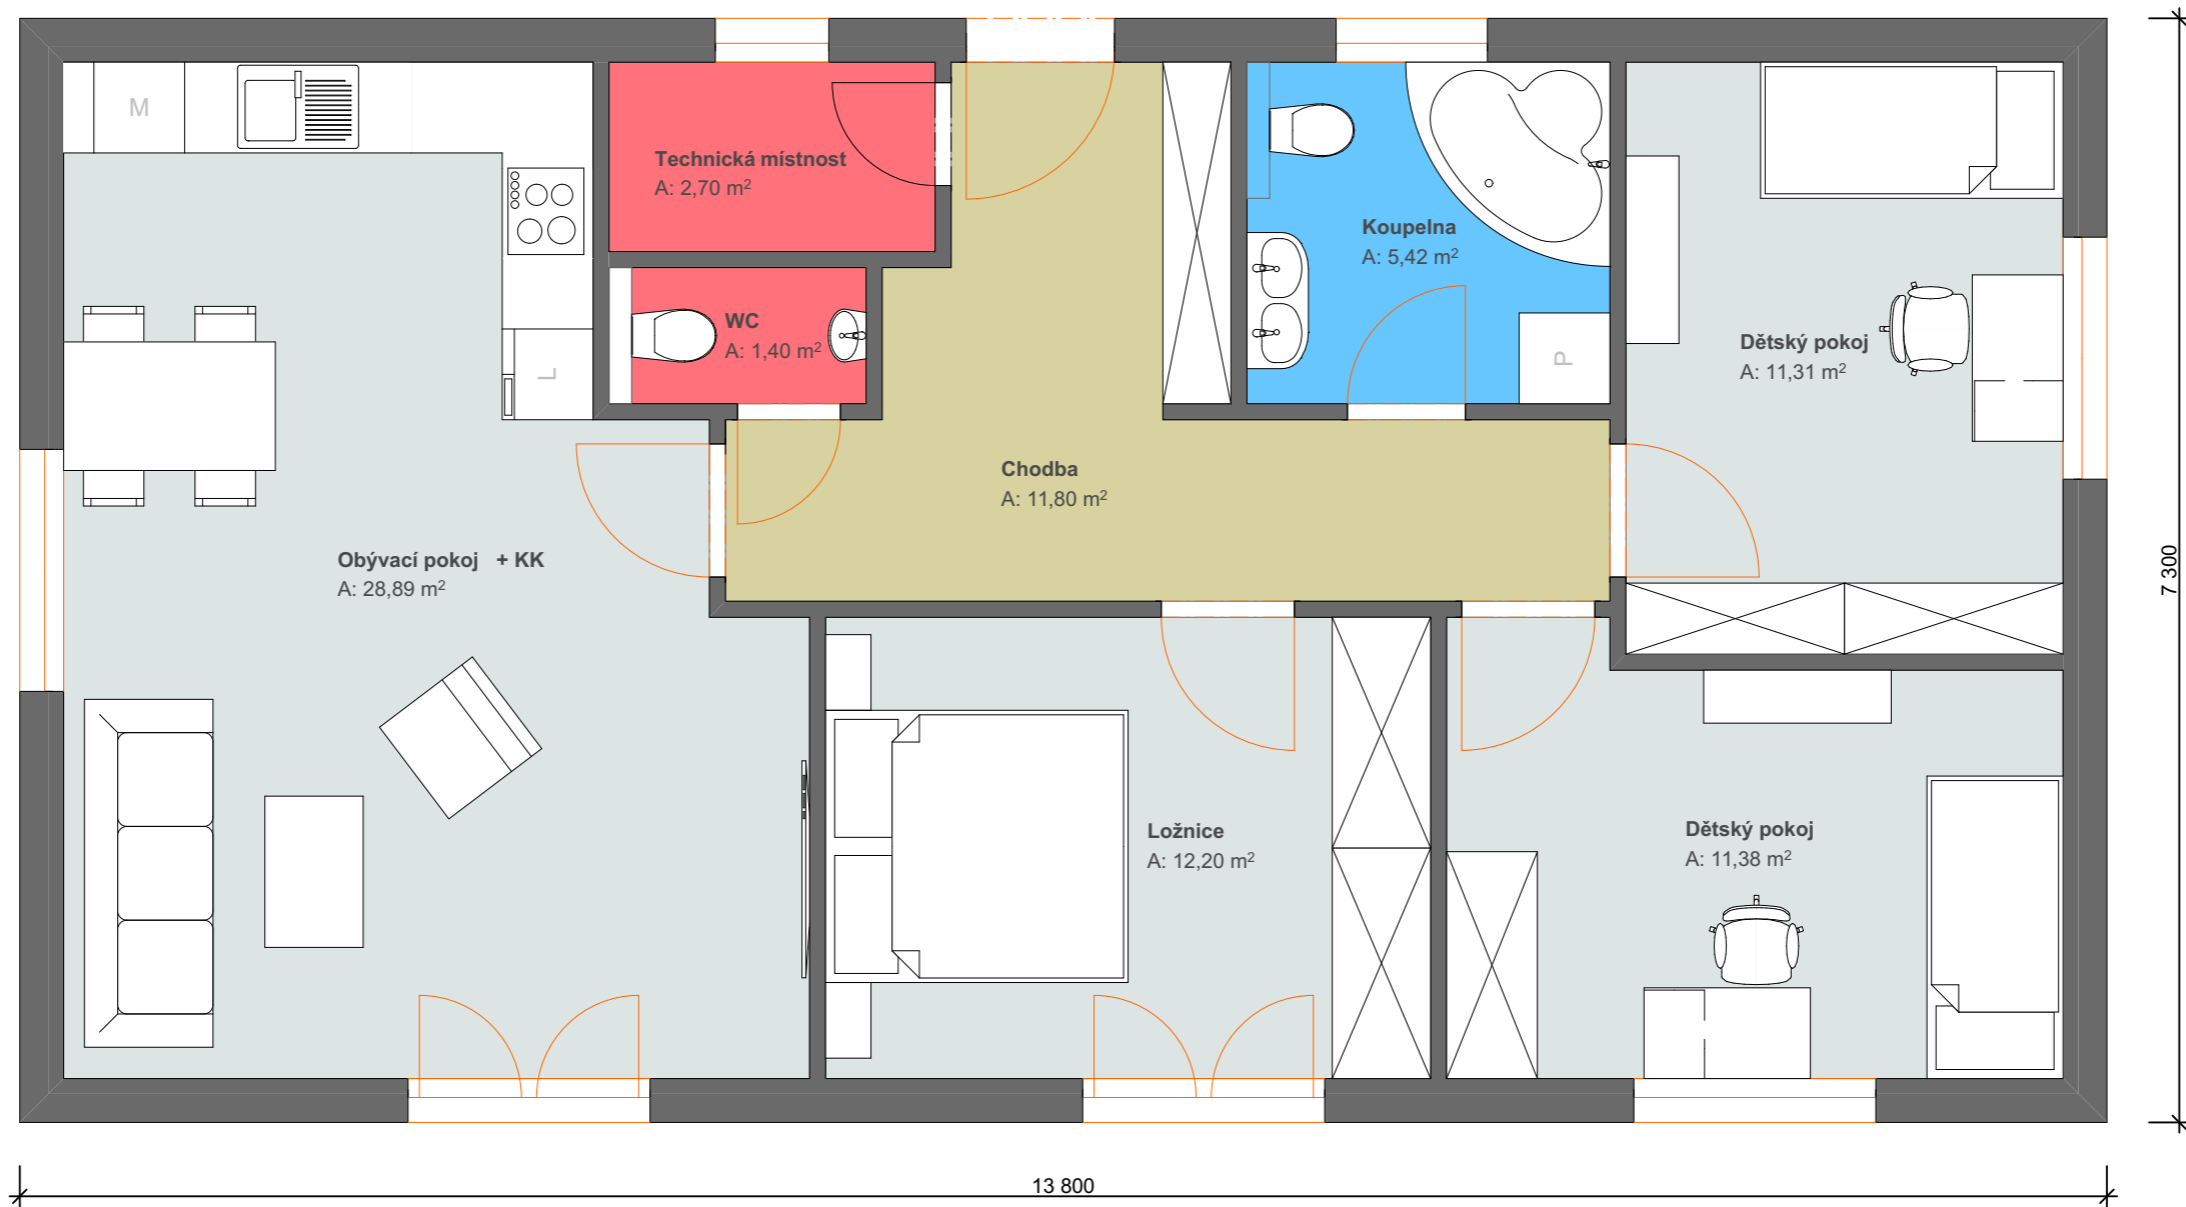 M
Technická místnost
A: 2,70 m²
Koupelna
A: 5,42 m²
WC
A: 1,40 m²
L
P
Dětský pokoj
A: 11,31 m²
Chodba
A: 11,80 m²
Obývací pokoj + KK
A: 28,89 m²
7 300
Ložnice
A: 12,20 m²
Dětský pokoj
A: 11,38 m²
13 800